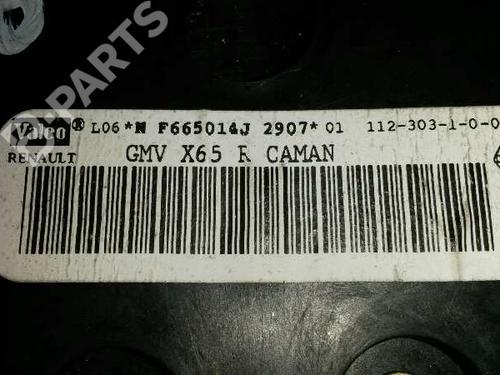 B-PARTS
Valeo® L06*N F665014J 2907*01 112-303-1-0-0
RENAULT GMV X65 R CAMAN